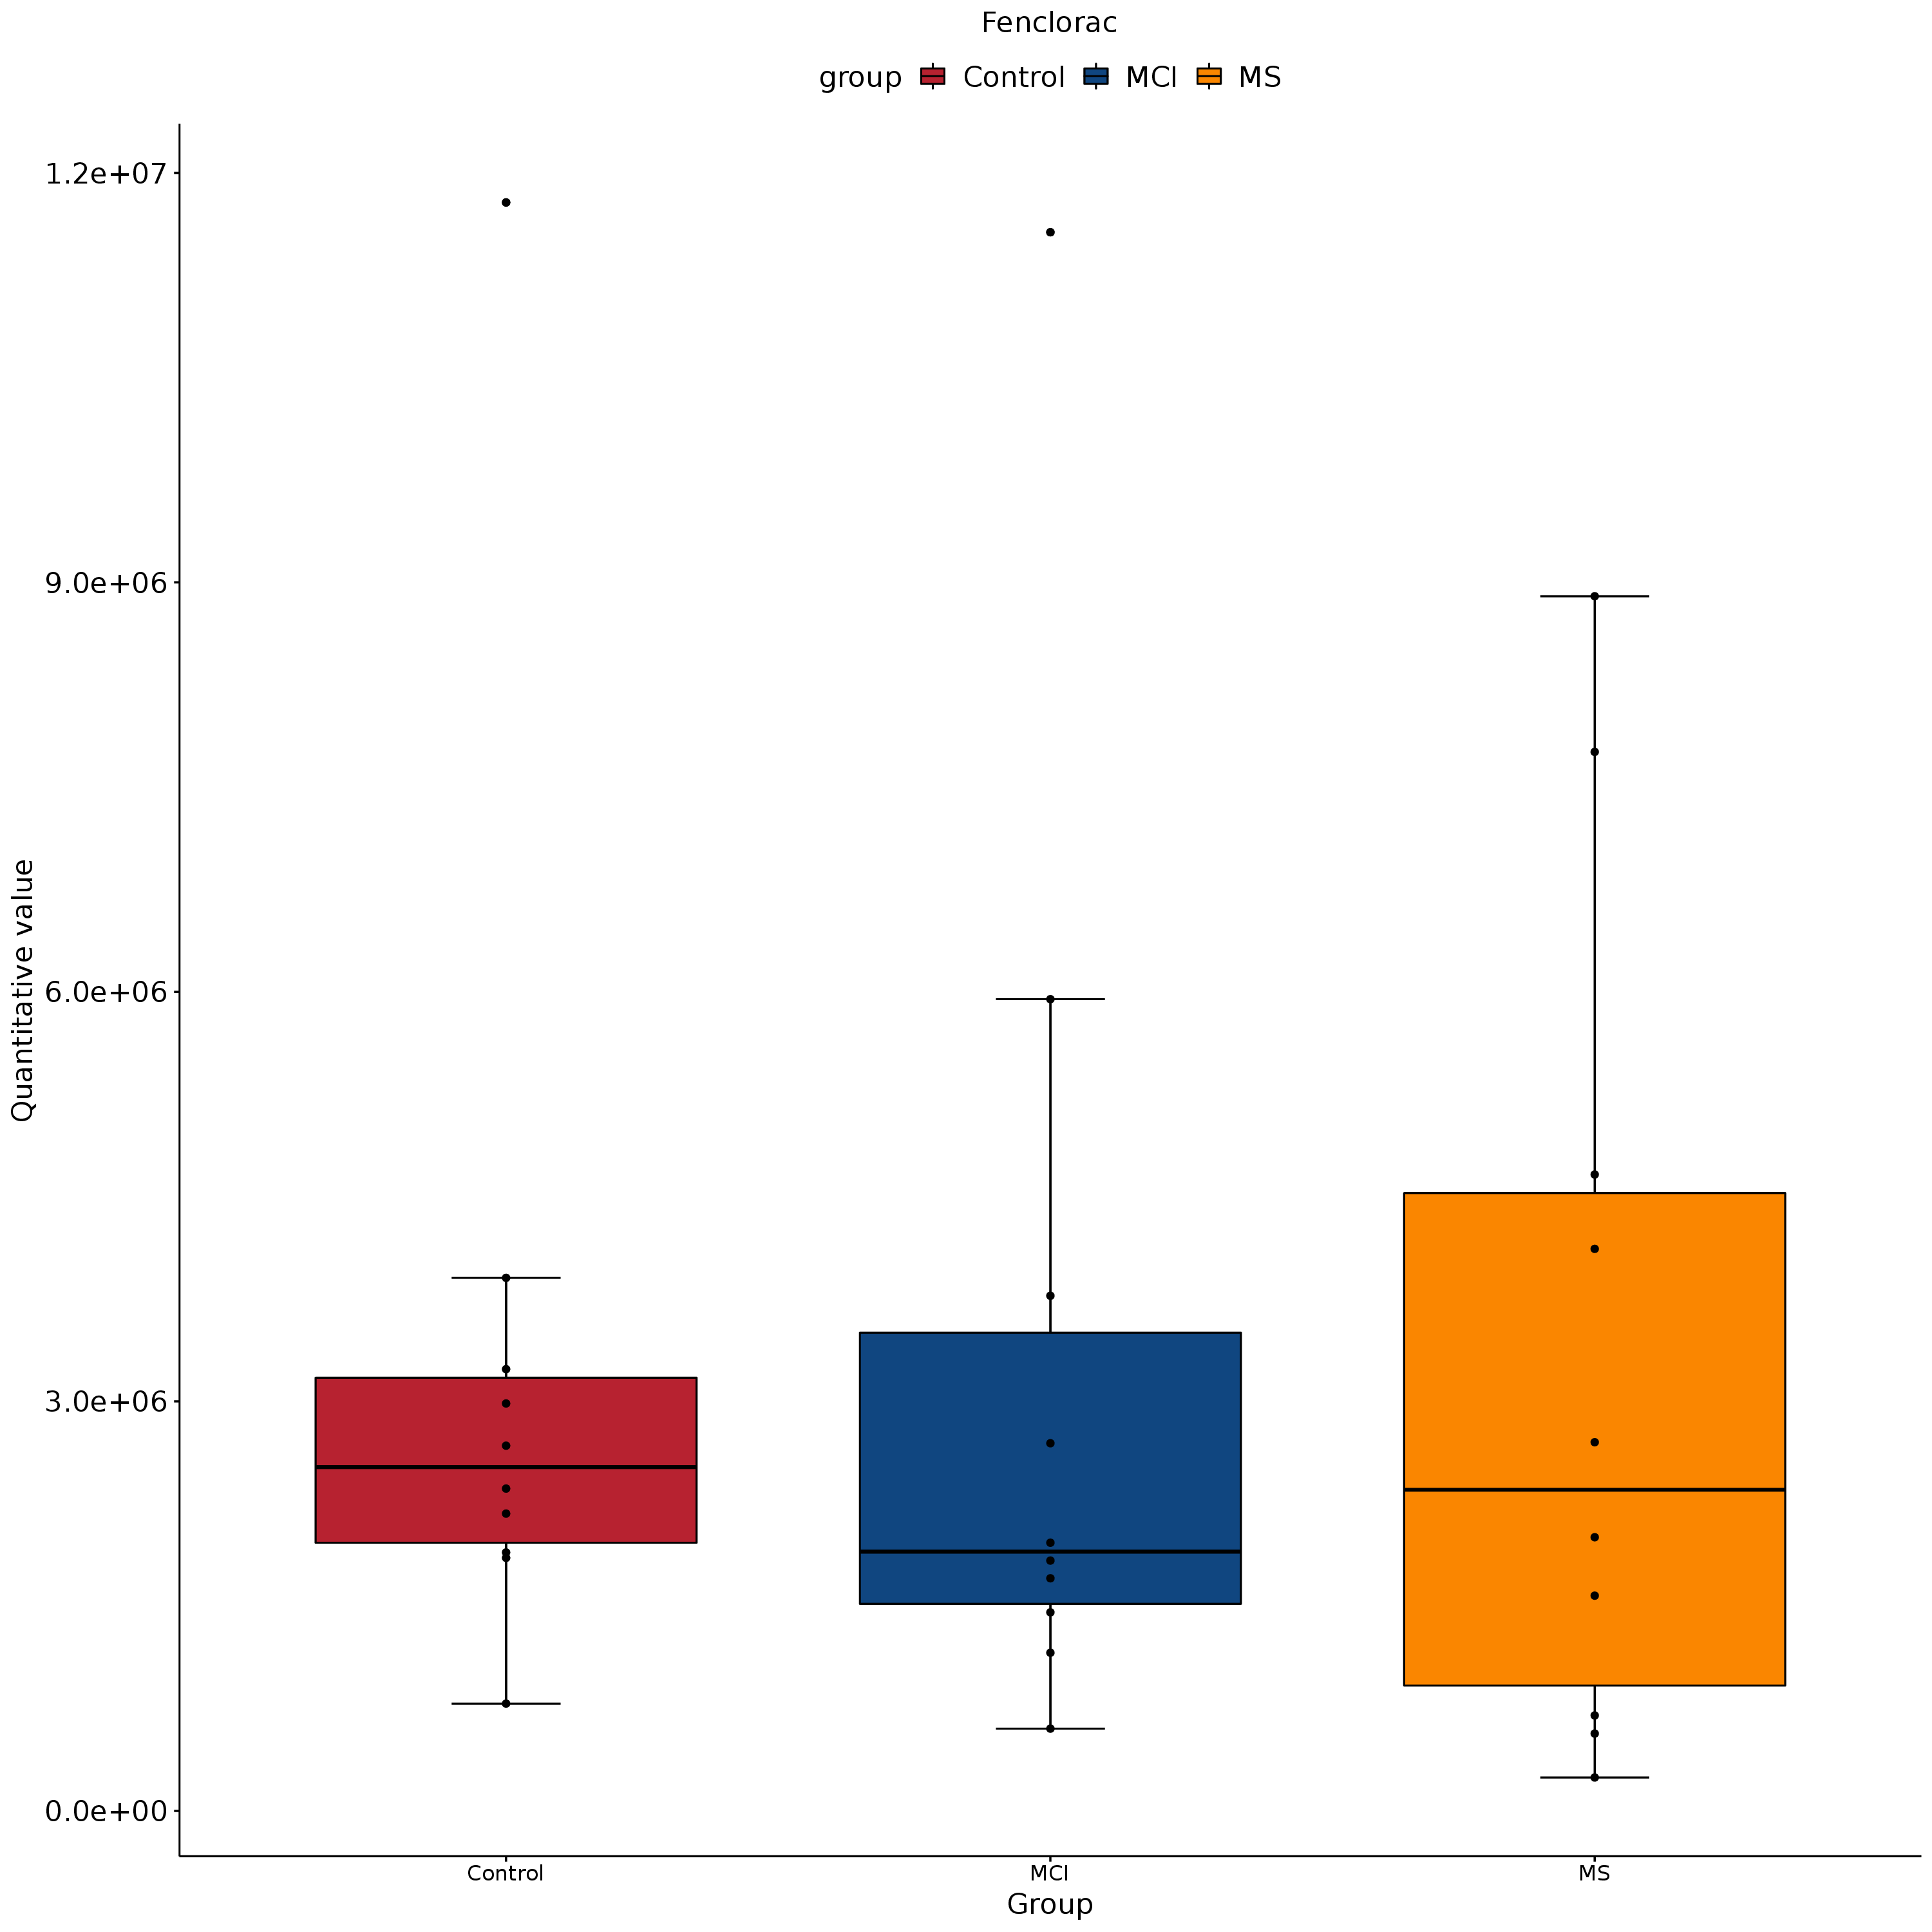 Fenclorac
group Control MCI MS
1.2e+07
9.0e+06
6.0e+06
3.0e+06
0.0e+00
Quantitative value
Control MCI MS
Group